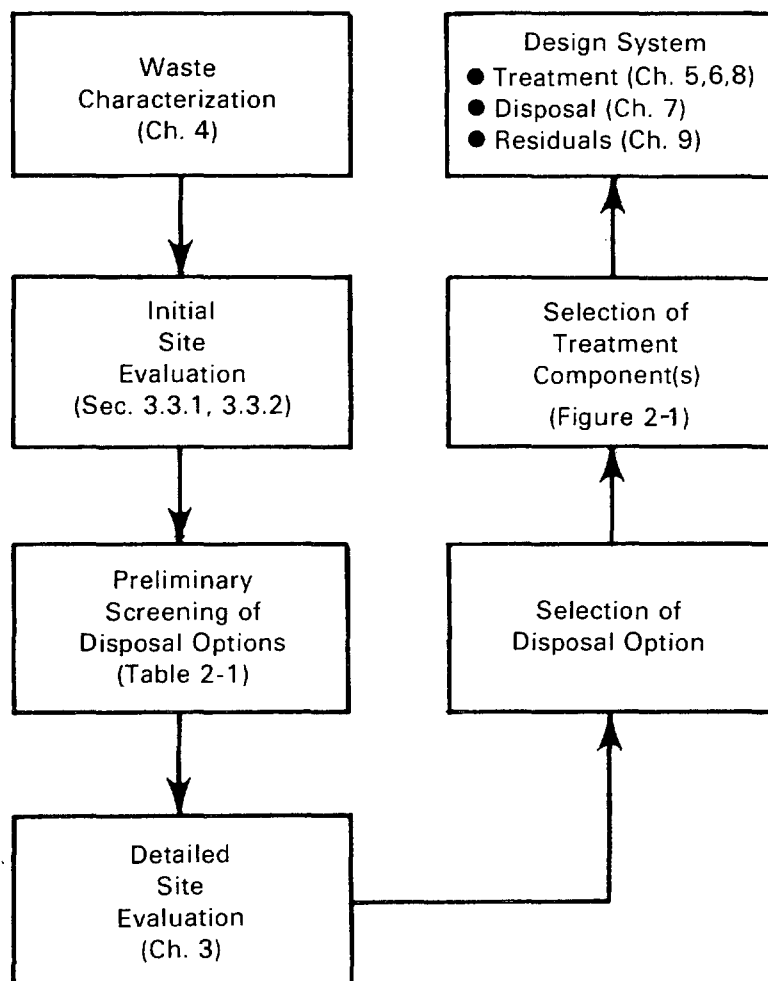 Waste
Characterization
(Ch. 4)
Initial
Site
Evaluation
(Sec. 3.3.1, 3.3.2)
Preliminary
Screening of
Disposal Options
(Table 2-1)
Detailed
Site
Evaluation
(Ch. 3)
Selection of
Disposal Option
Selection of
Treatment
Component(s)
(Figure 2-1)
Design System
● Treatment (Ch. 5,6,8)
● Disposal (Ch. 7)
● Residuals (Ch. 9)